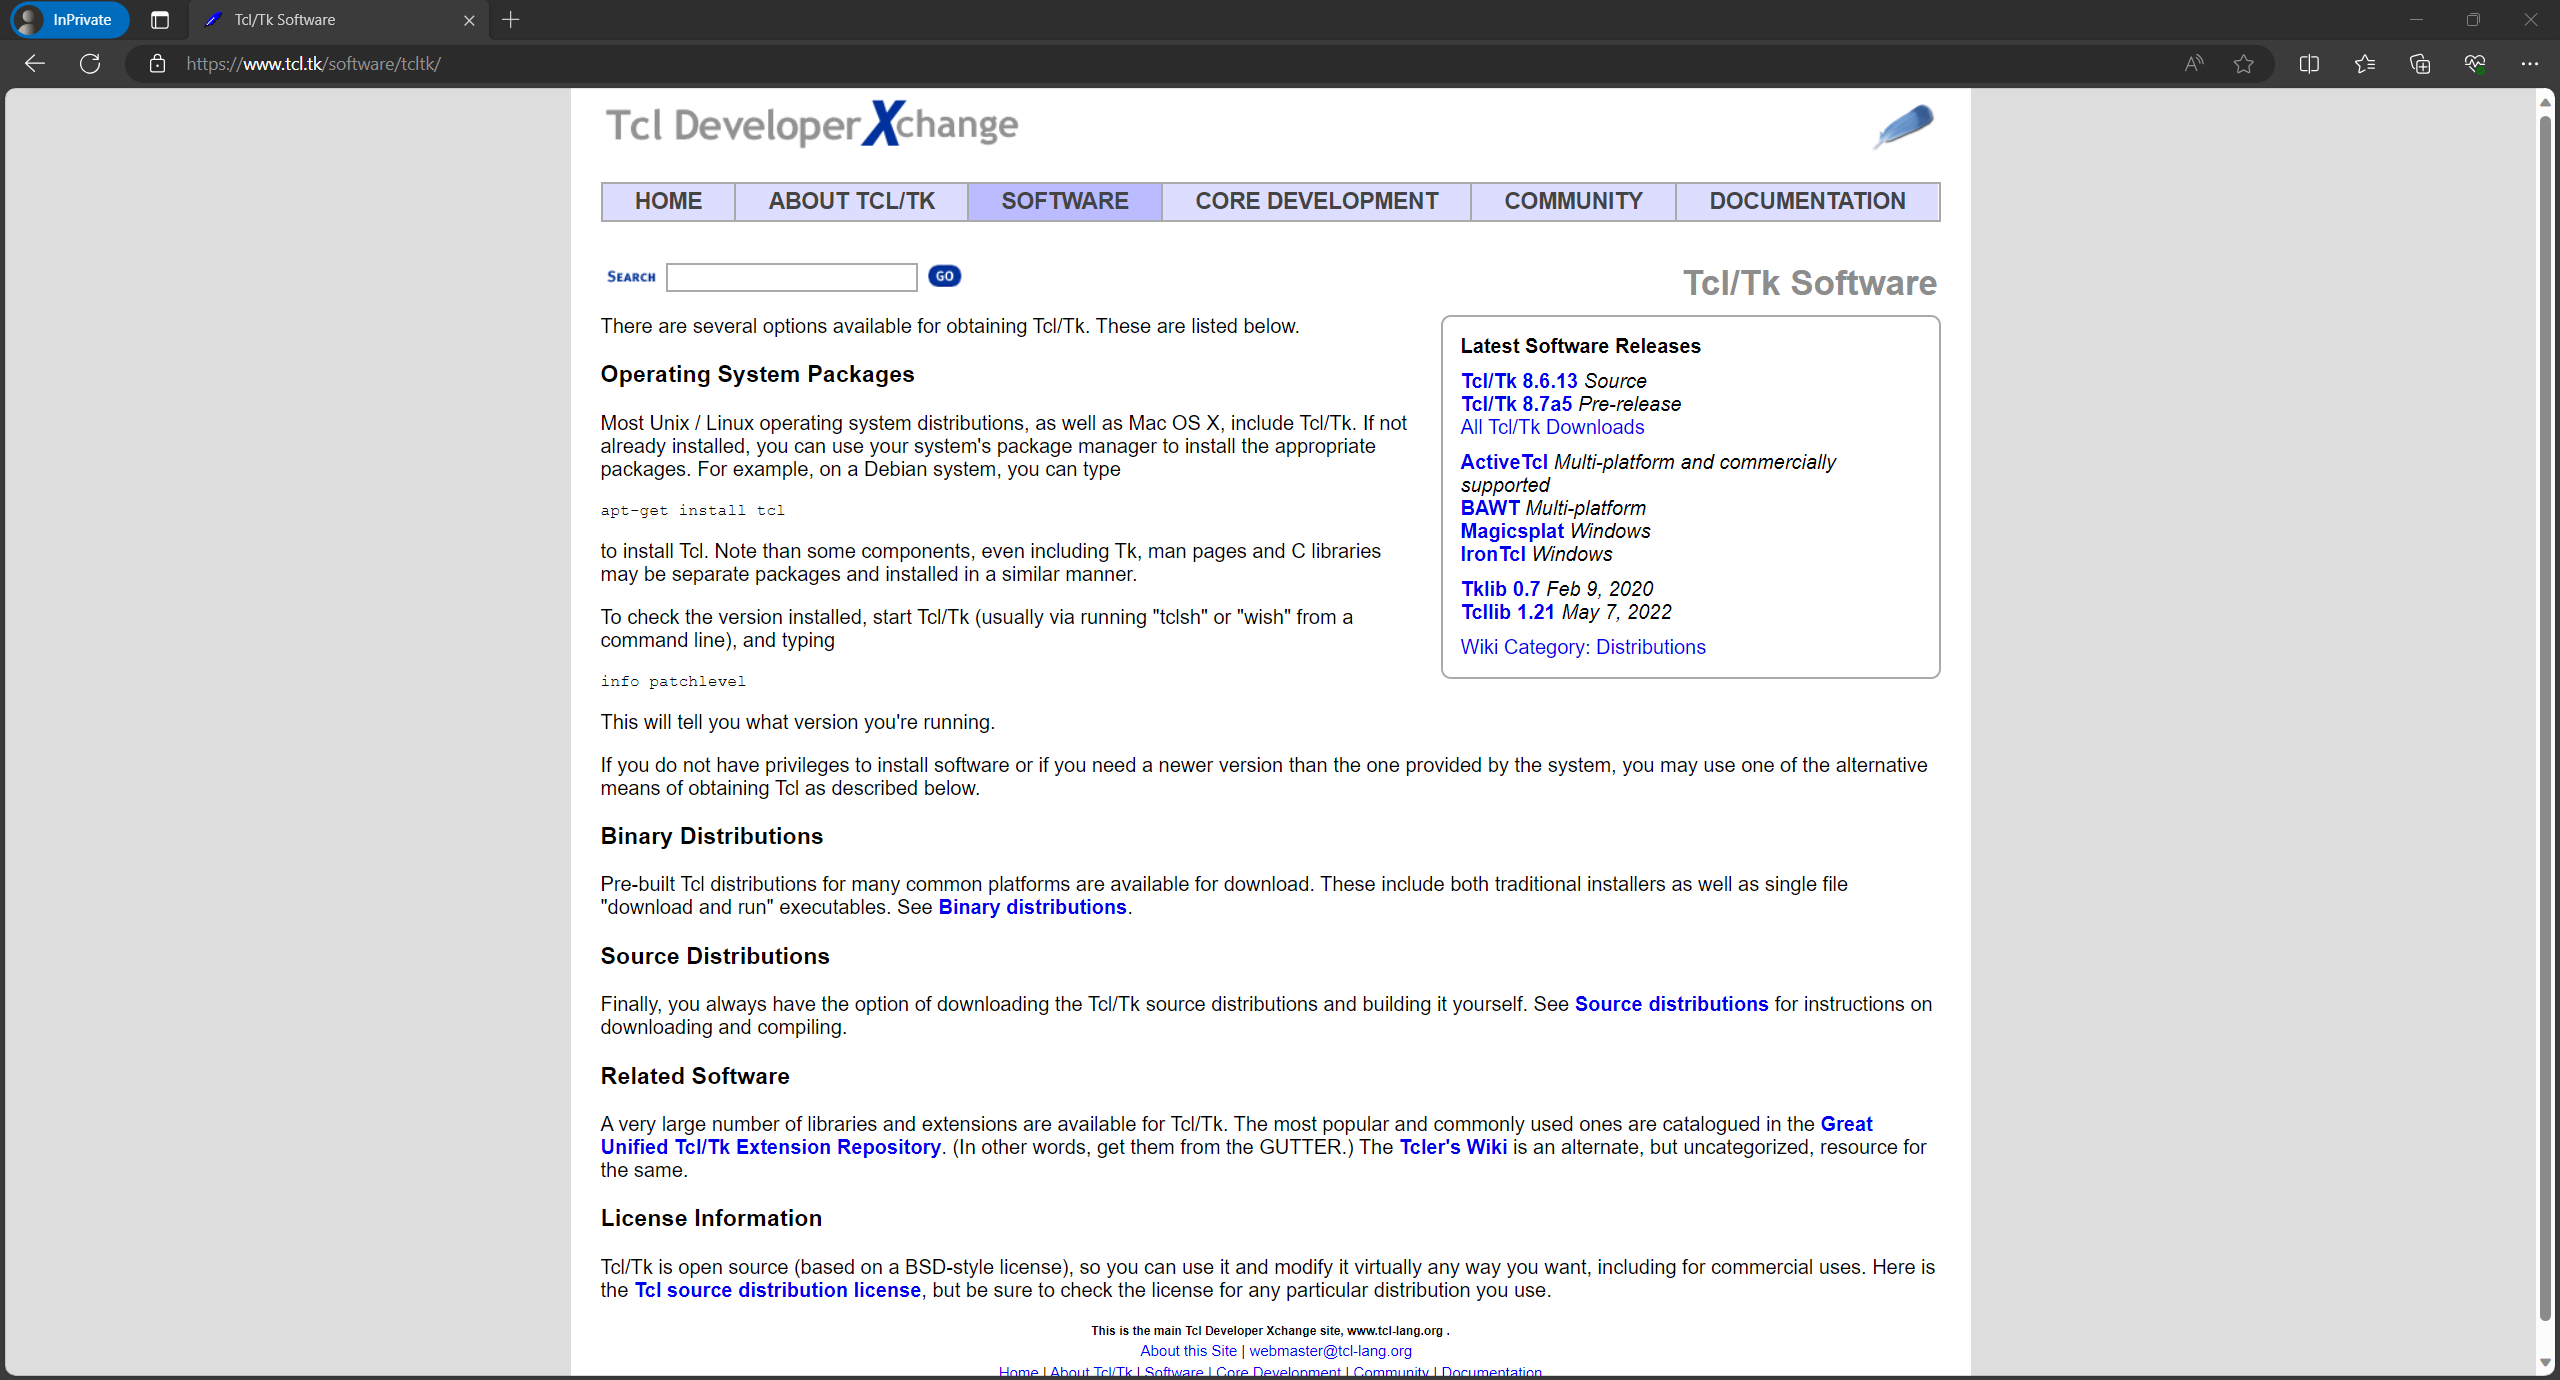 InPrivate
Tcl/Tk Software
https://www.tcl.tk/software/tcltk/
Tcl DeveloperXchange
HOME
ABOUT TCL/TK
SOFTWARE
CORE DEVELOPMENT
COMMUNITY
DOCUMENTATION
SEARCH
GO
Tcl/Tk Software
There are several options available for obtaining Tcl/Tk. These are listed below.
Operating System Packages
Most Unix / Linux operating system distributions, as well as Mac OS X, include Tcl/Tk. If not
already installed, you can use your system's package manager to install the appropriate
packages. For example, on a Debian system, you can type
apt-get install tcl
to install Tcl. Note than some components, even including Tk, man pages and C libraries
may be separate packages and installed in a similar manner.
To check the version installed, start Tcl/Tk (usually via running "tclsh" or "wish" from a
command line), and typing
info patchlevel
This will tell you what version you're running.
Latest Software Releases
Tcl/Tk 8.6.13 Source
Tcl/Tk 8.7a5 Pre-release
All Tcl/Tk Downloads
ActiveTcl Multi-platform and commercially
supported
BAWT Multi-platform
Magicsplat Windows
IronTcl Windows
Tklib 0.7 Feb 9, 2020
Tcllib 1.21 May 7, 2022
Wiki Category: Distributions
If you do not have privileges to install software or if you need a newer version than the one provided by the system, you may use one of the alternative
means of obtaining Tcl as described below.
Binary Distributions
Pre-built Tcl distributions for many common platforms are available for download. These include both traditional installers as well as single file
"download and run" executables. See Binary distributions.
Source Distributions
Finally, you always have the option of downloading the Tcl/Tk source distributions and building it yourself. See Source distributions for instructions on
downloading and compiling.
Related Software
A very large number of libraries and extensions are available for Tcl/Tk. The most popular and commonly used ones are catalogued in the Great
Unified Tcl/Tk Extension Repository. (In other words, get them from the GUTTER.) The Tcler's Wiki is an alternate, but uncategorized, resource for
the same.
License Information
Tcl/Tk is open source (based on a BSD-style license), so you can use it and modify it virtually any way you want, including for commercial uses. Here is
the Tcl source distribution license, but be sure to check the license for any particular distribution you use.
This is the main Tcl Developer Xchange site, www.tcl-lang.org .
About this Site | webmaster@tcl-lang.org
Home | About Tcl/Tk | Software | Core Development | Community | Documentation